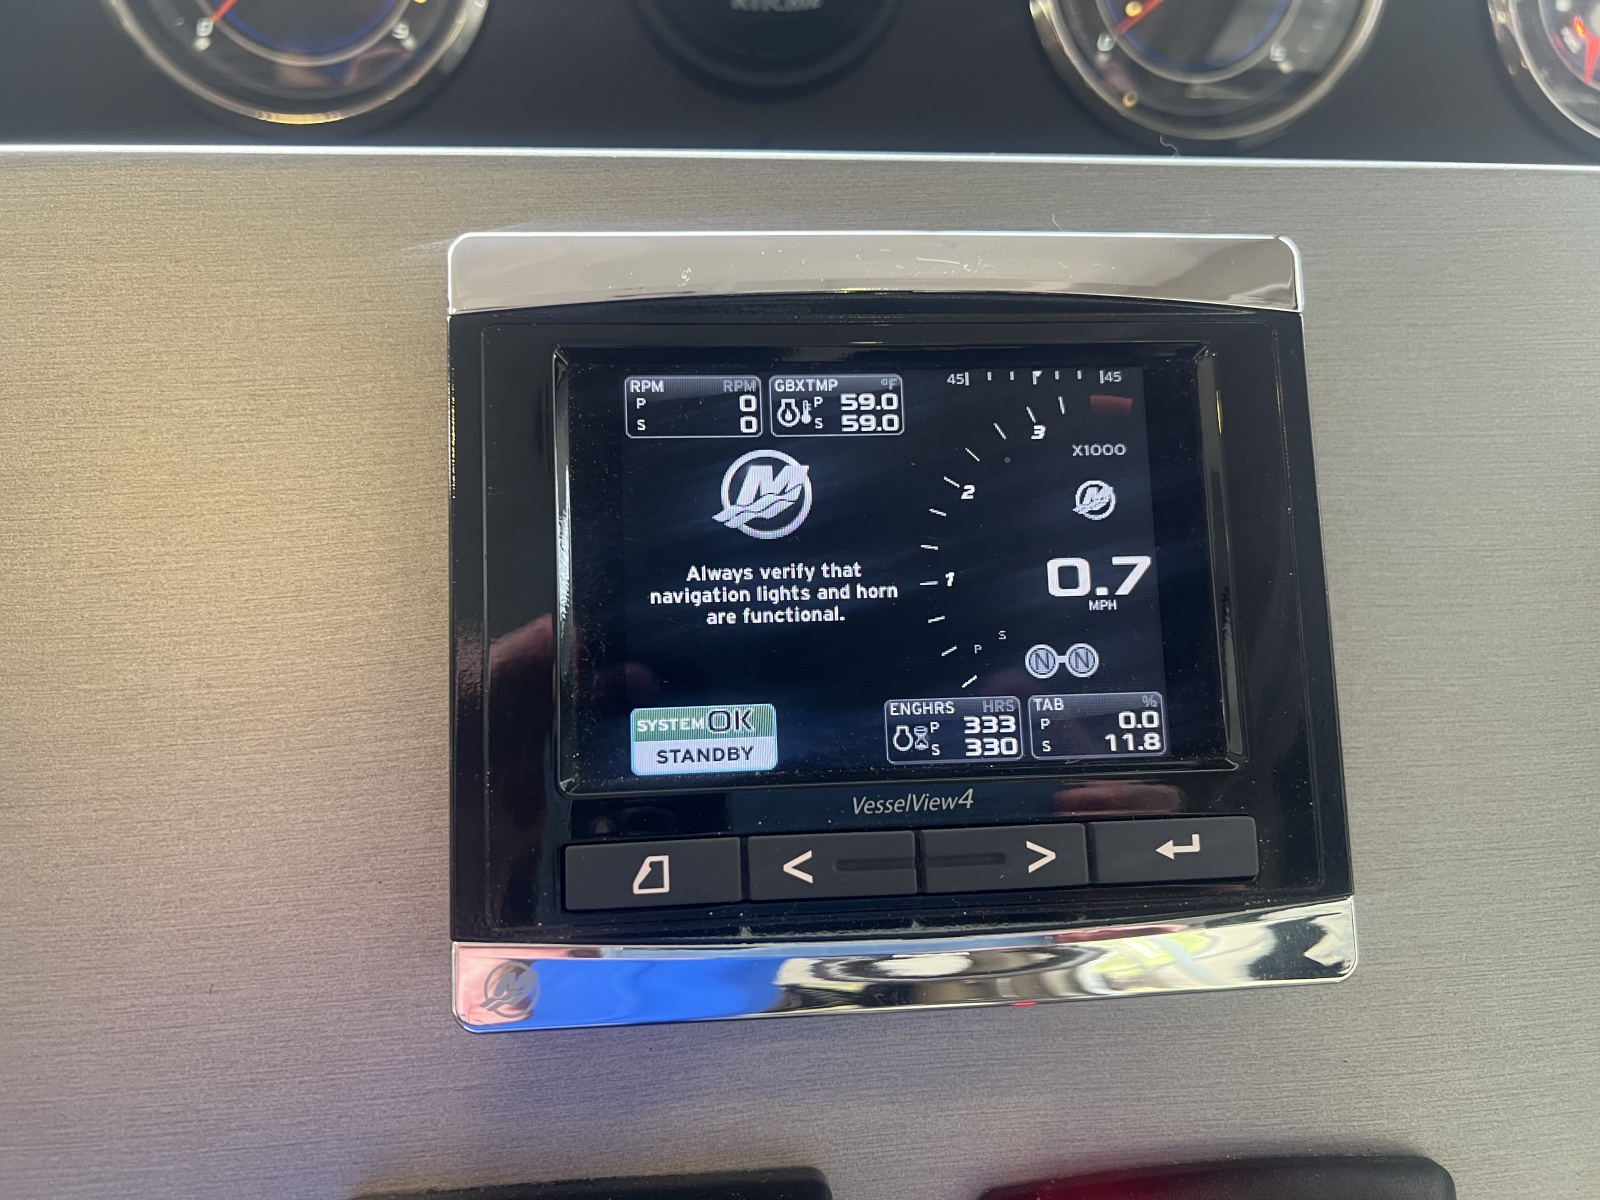 RPM RPM
P 0
S 0
GBXTMP °F
P 59.0
S 59.0
45 45
3
X1000
2
1
0.7
MPH
P S
N N
Always verify that
navigation lights and horn
are functional.
SYSTEM OK
STANDBY
ENGHRS HRS
P 333
S 330
TAB %
P 0.0
S 11.8
VesselView4
< >